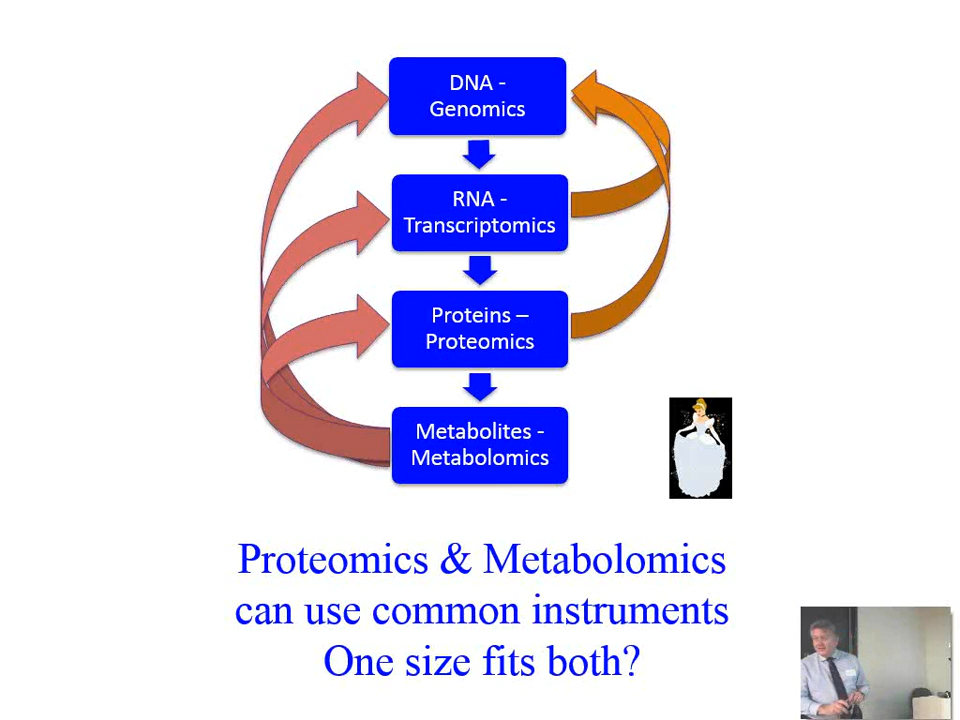 DNA -
Genomics
RNA -
Transcriptomics
Proteins –
Proteomics
Metabolites -
Metabolomics
Proteomics & Metabolomics
can use common instruments
One size fits both?